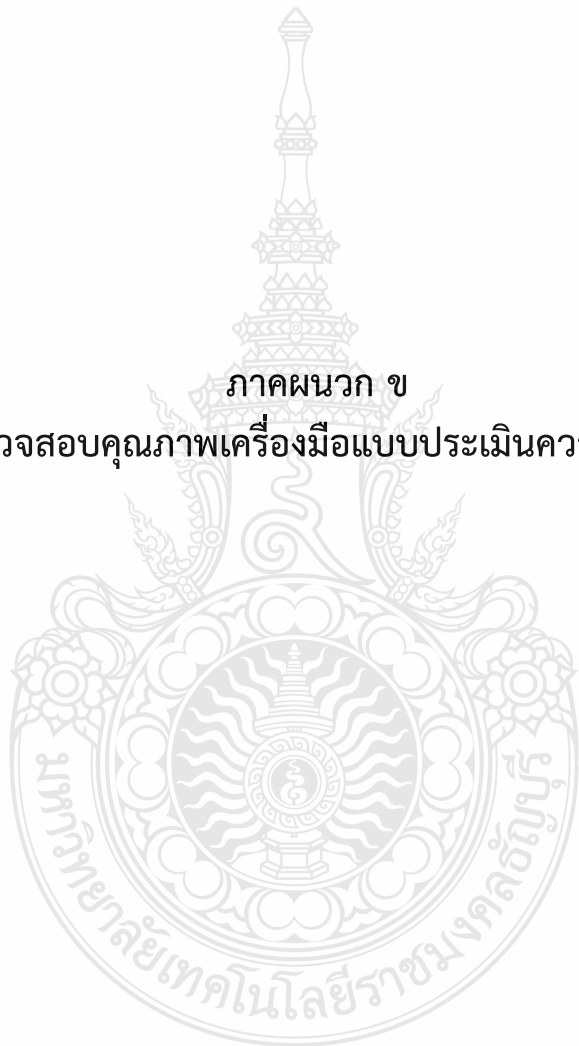 ภาคผนวก ข
วจสอบคุณภาพเครื่องมือแบบประเมินคว
มหาวิทยาลัยเทคโนโลยีราชมงคลธัญบุรี